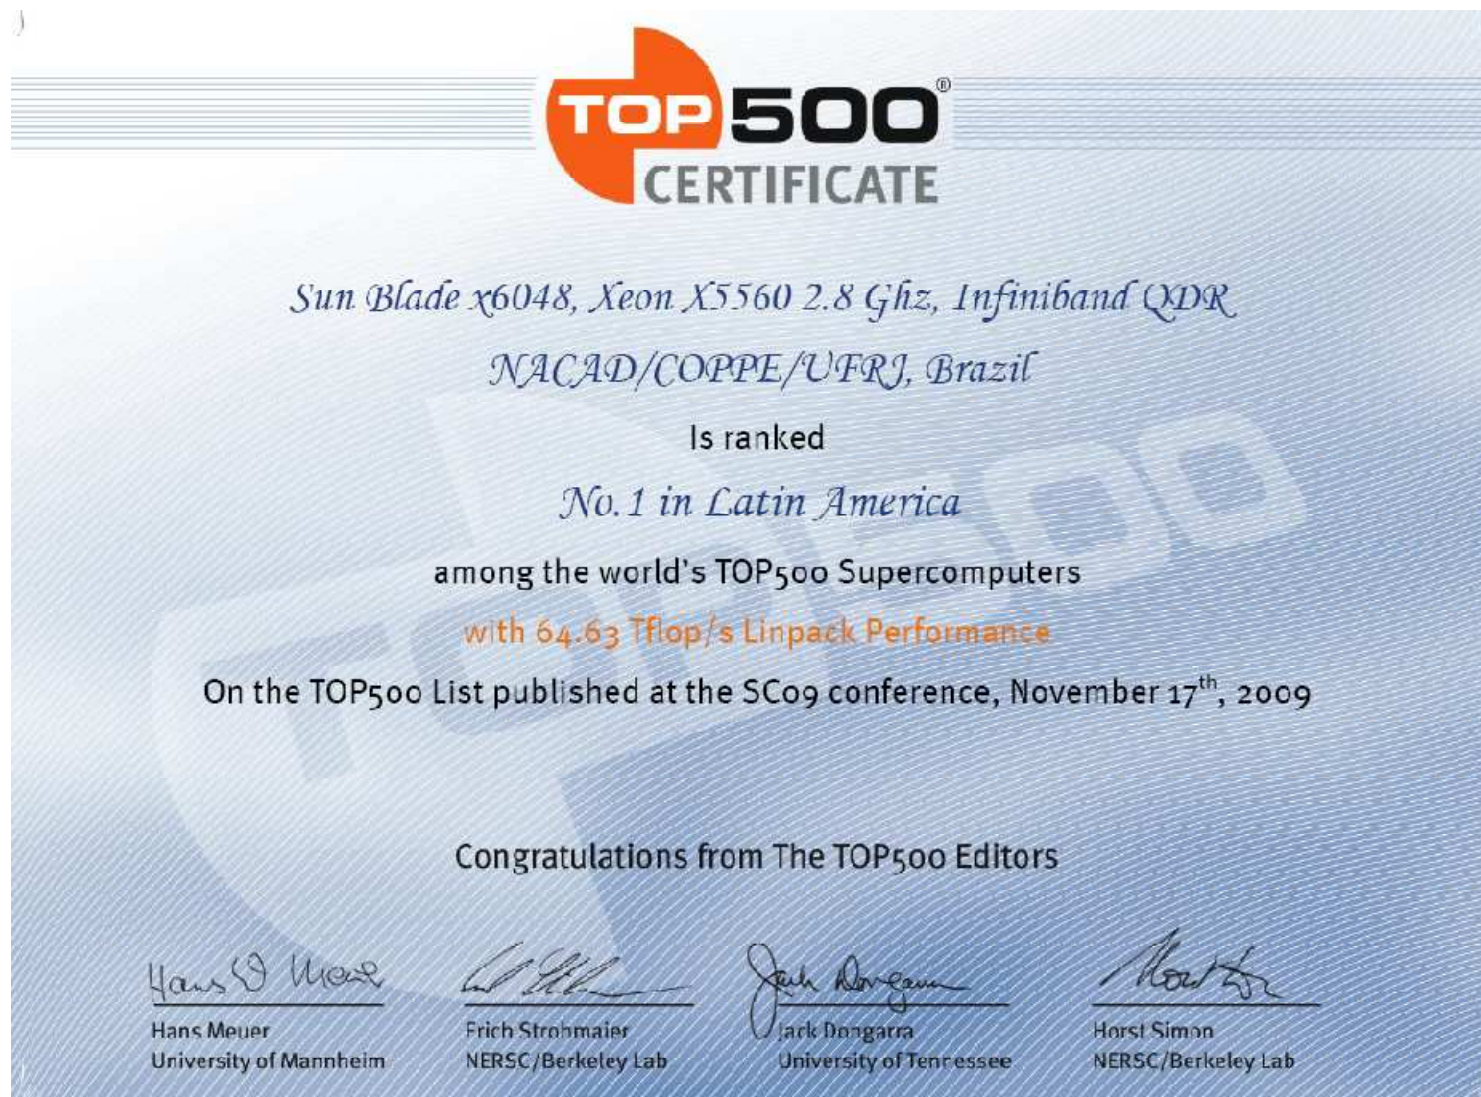 TOP500®
CERTIFICATE
Sun Blade x6048, Xeon X5560 2.8 Ghz, Infiniband QDR
NACAD/COPPE/UFRJ, Brazil
Is ranked
No. 1 in Latin America
among the world's TOP500 Supercomputers
with 64.63 Tflop/s Linpack Performance
On the TOP500 List published at the SC09 conference, November 17th, 2009
Congratulations from The TOP500 Editors
Hans Meuer
Erich Strohmaier
Jack Dongarra
Horst Simon
University of Mannheim
NERSC/Berkeley Lab
University of Tennessee
NERSC/Berkeley Lab